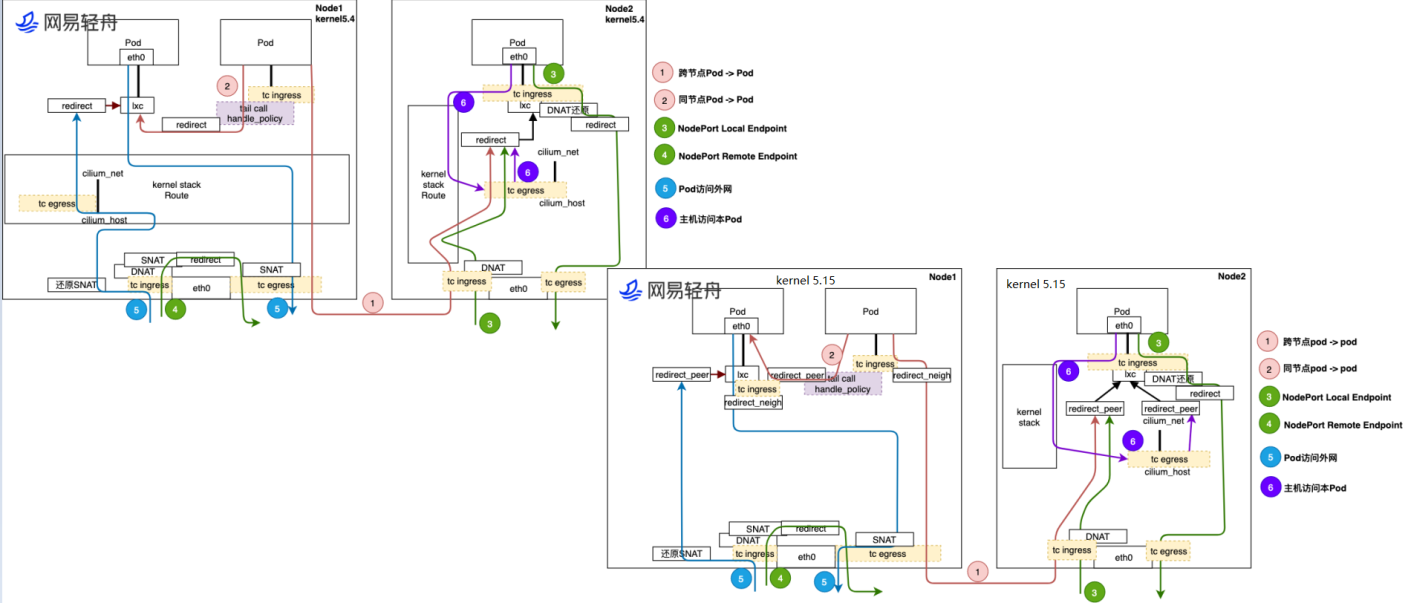 网易轻舟
Node1
kernel5.4
Pod
eth0
Pod
2
tc ingress
tail call
handle_policy
redirect
lxc
redirect
cilium_net
kernel stack
Route
tc egress
cilium_host
SNAT
redirect
DNAT
SNAT
还原SNAT
tc ingress
eth0
tc egress
5
4
5
1
Node2
kernel5.4
Pod
eth0
3
tc ingress
6
lxc
DNAT还原
redirect
redirect
cilium_net
kernel
stack
Route
6
tc egress
cilium_host
DNAT
tc ingress
eth0
tc egress
3
1 跨节点Pod -> Pod
2 同节点Pod -> Pod
3 NodePort Local Endpoint
4 NodePort Remote Endpoint
5 Pod访问外网
6 主机访问本Pod
网易轻舟
kernel 5.15
Node1
Pod
eth0
Pod
2
tc ingress
redirect_peer
lxc
redirect_peer
tail call
handle_policy
redirect_neigh
tc ingress
redirect_neigh
SNAT
redirect
DNAT
SNAT
还原SNAT
tc ingress
eth0
tc egress
5
4
5
1
kernel 5.15
Node2
Pod
eth0
3
tc ingress
6
lxc
DNAT还原
redirect
redirect_peer
redirect_peer
cilium_net
kernel
stack
6
tc egress
cilium_host
DNAT
tc ingress
eth0
tc egress
3
1 跨节点pod -> pod
2 同节点pod -> pod
3 NodePort Local Endpoint
4 NodePort Remote Endpoint
5 Pod访问外网
6 主机访问本Pod